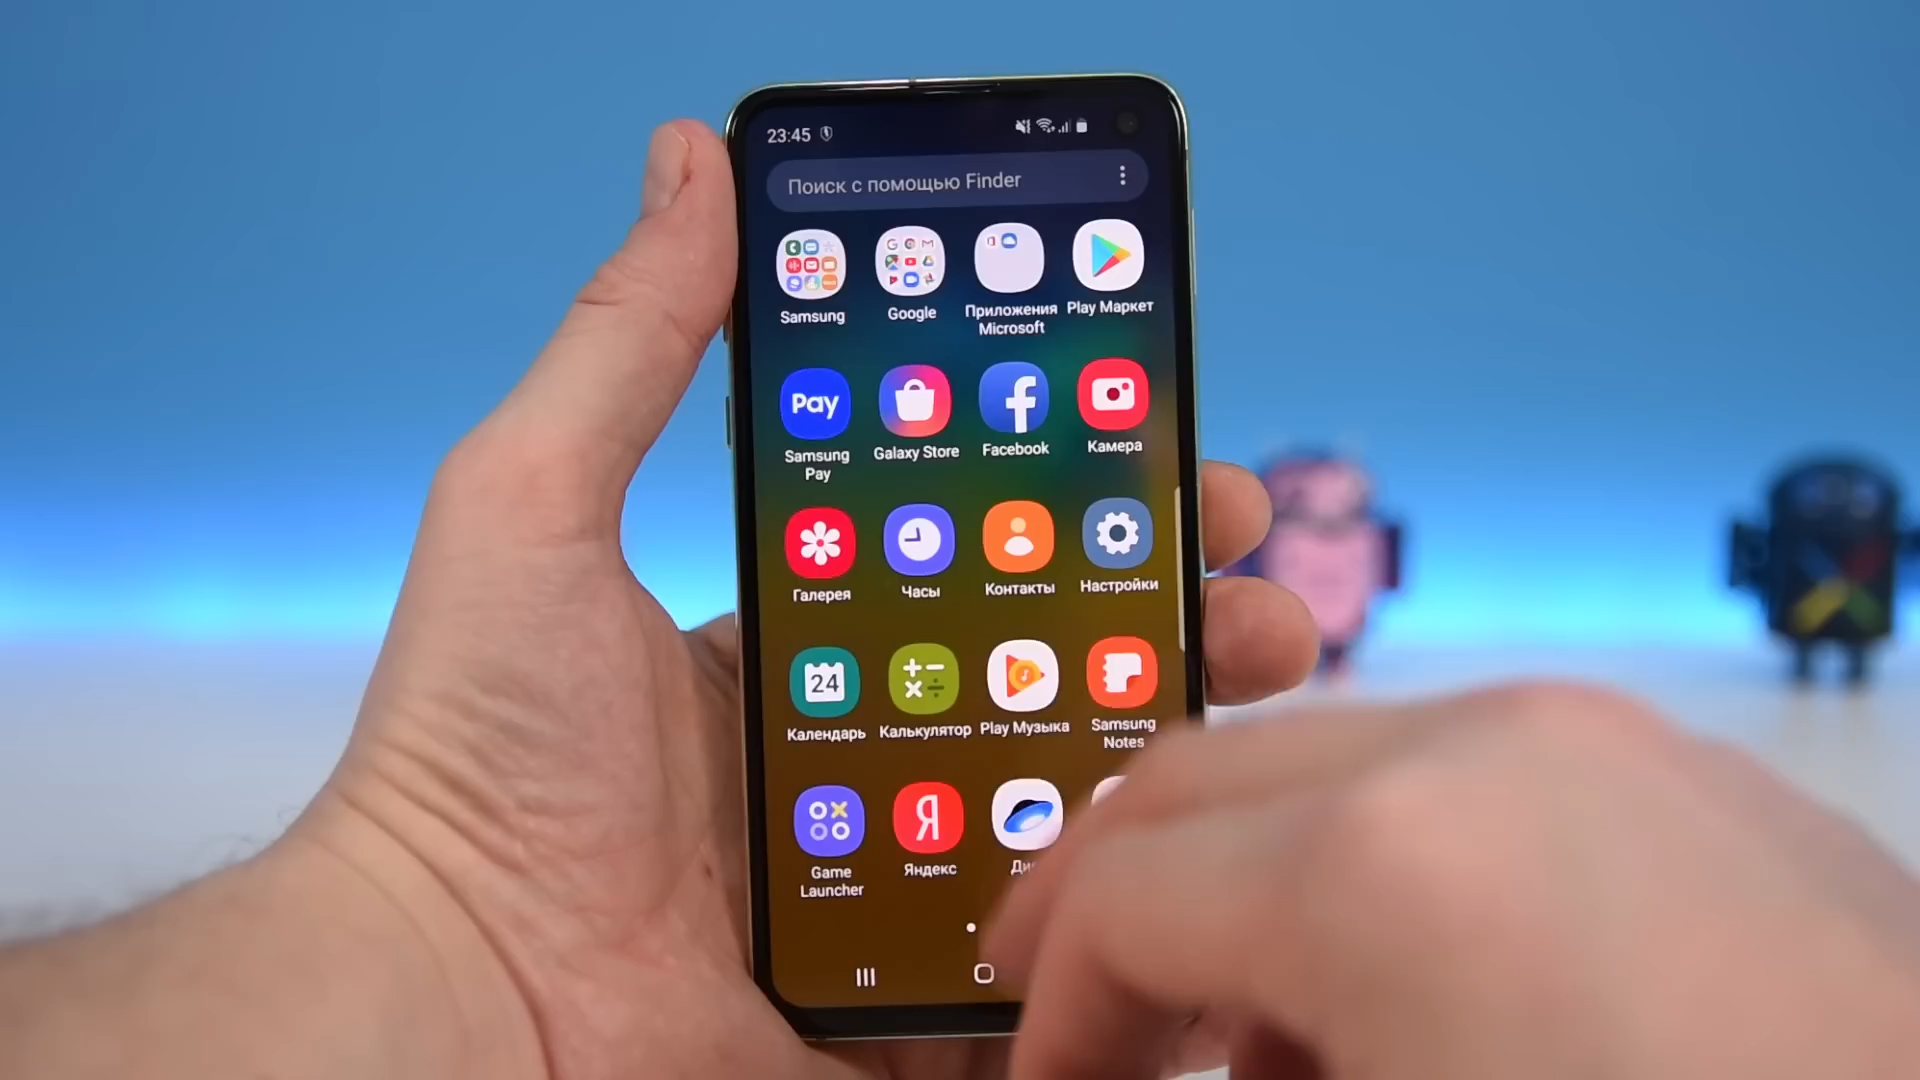 23:45
Поиск с помощью Finder
Samsung
Google
Приложения
Microsoft
Play Маркет
Pay
Samsung
Pay
Galaxy Store
Facebook
Камера
Галерея
Часы
Контакты
Настройки
24
Календарь
Калькулятор
Play Музыка
Samsung
Notes
Я
Game
Launcher
Яндекс